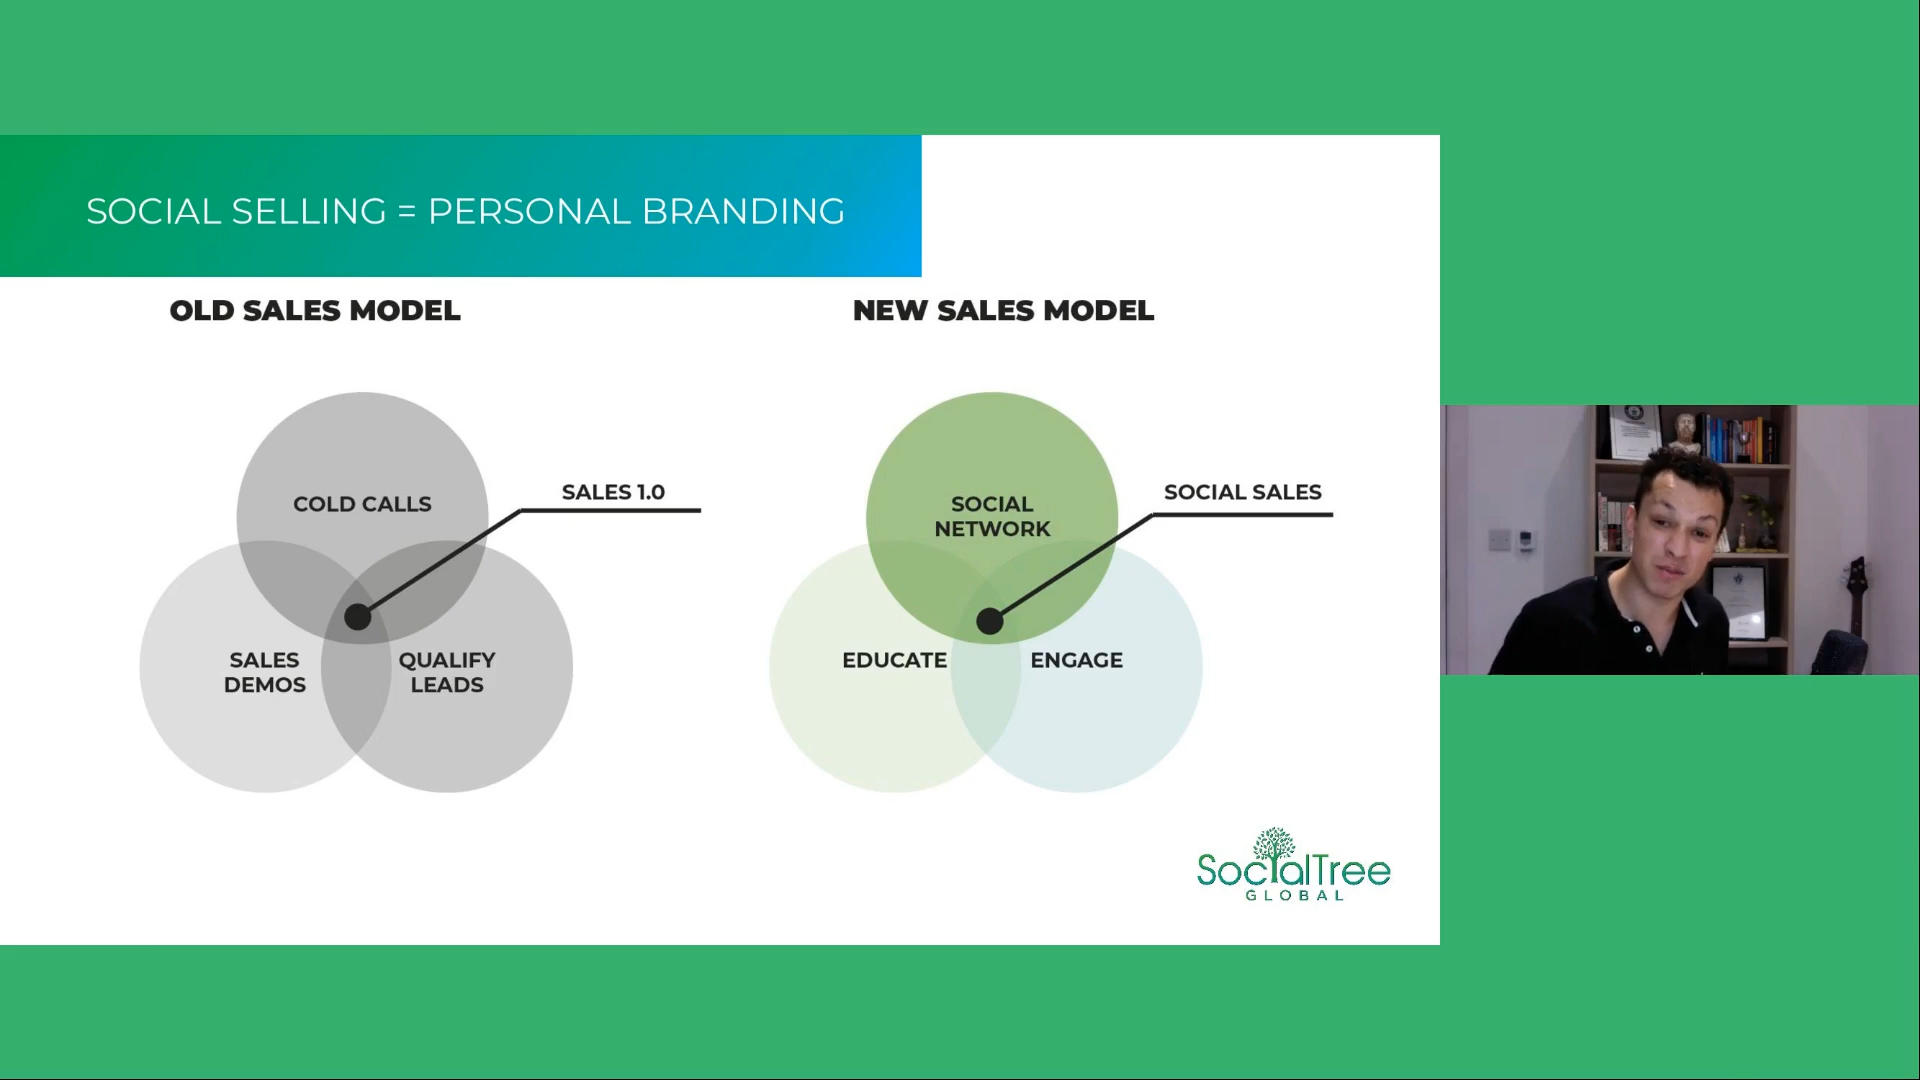 SOCIAL SELLING = PERSONAL BRANDING
OLD SALES MODEL
COLD CALLS
SALES 1.0
SALES
DEMOS
QUALIFY
LEADS
NEW SALES MODEL
SOCIAL
NETWORK
SOCIAL SALES
EDUCATE
ENGAGE
SocialTree
GLOBAL